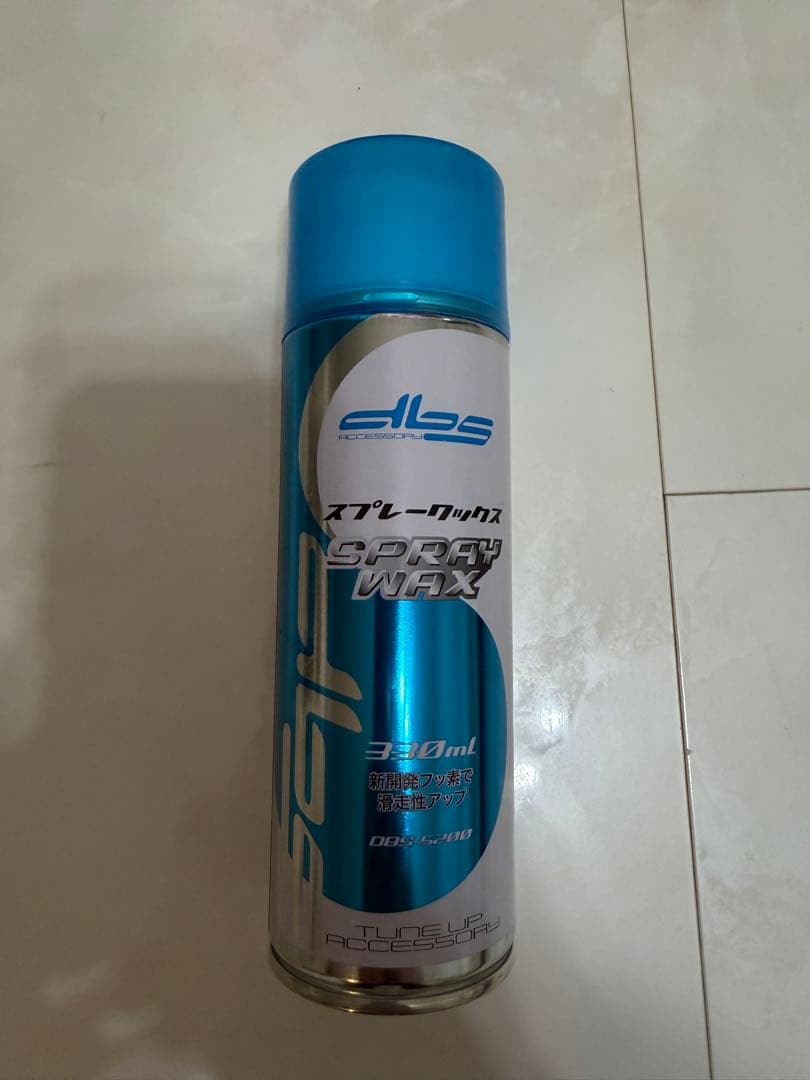 dbs
ACCESSORY
スプレーワックス
SPRAY
WAX
dbs
330ml
新開発フッ素で
滑走性アップ
DBS-5200
TUNE UP
ACCESSORY